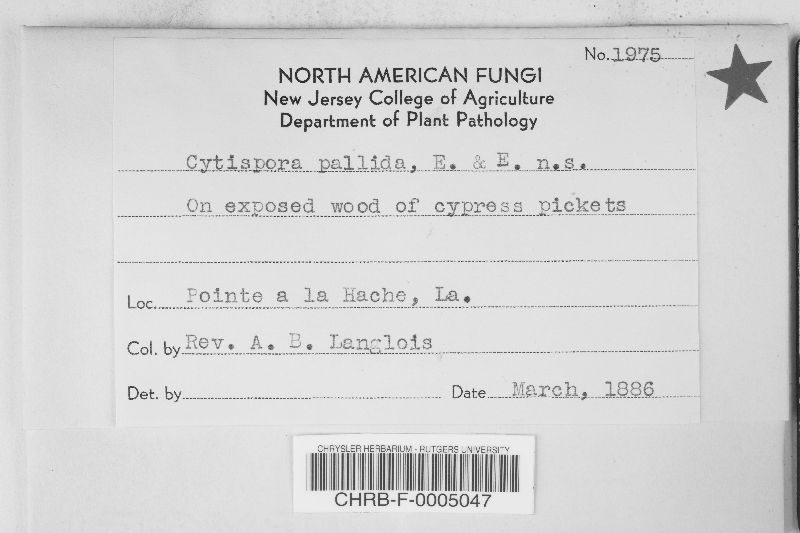 No. 1975
NORTH AMERICAN FUNGI
New Jersey College of Agriculture
Department of Plant Pathology
Cytispora pallida, E. & E. n.s.
On exposed wood of cypress pickets
Loc. Pointe a la Hache, La.
Col. by Rev. A. B. Langlois
Det. by Date March, 1886
CHRYSLER HERBARIUM - RUTGERS UNIVERSITY
CHRB-F-0005047